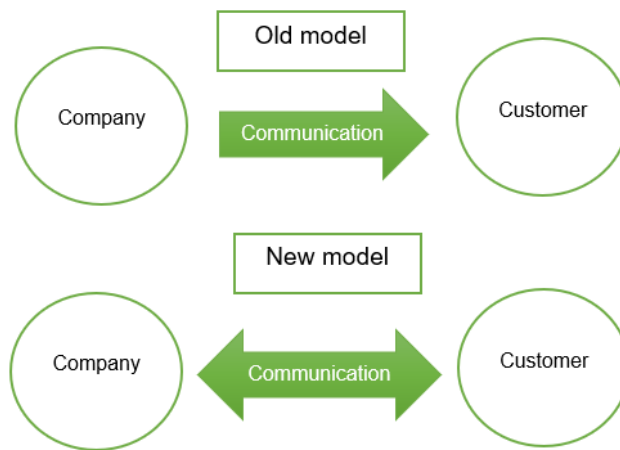 Old model
Company
Communication
Customer
New model
Company
Communication
Customer